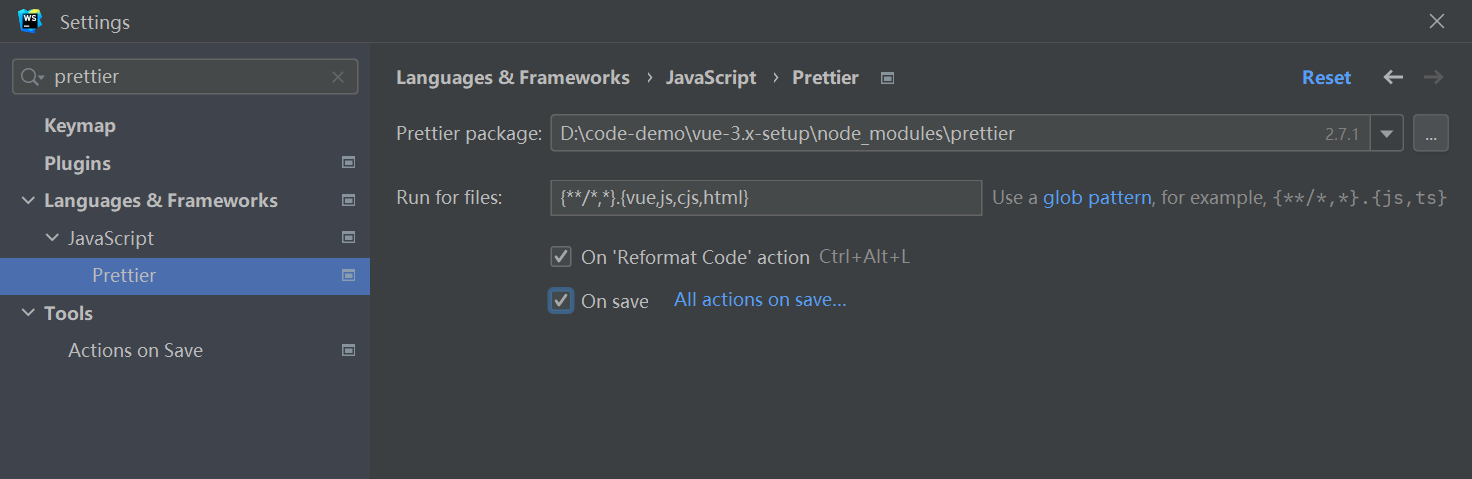 WS
Settings
prettier
Keymap
Plugins
Languages & Frameworks
JavaScript
Prettier
Tools
Actions on Save
Languages & Frameworks › JavaScript › Prettier
Reset
Prettier package: D:\code-demo\vue-3.x-setup\node_modules\prettier 2.7.1 ...
Run for files: {**/*,*}.{vue,js,cjs,html} Use a glob pattern, for example, {**/*,*}.{js,ts}
On 'Reformat Code' action Ctrl+Alt+L
On save All actions on save...